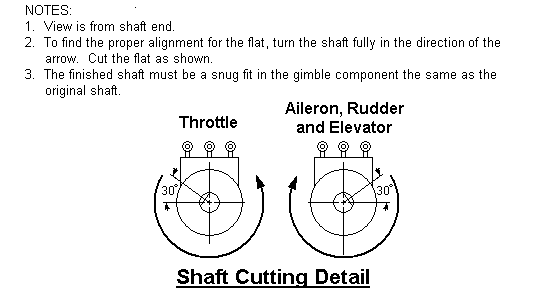 NOTES:
1. View is from shaft end.
2. To find the proper alignment for the flat, turn the shaft fully in the direction of the
arrow. Cut the flat as shown.
3. The finished shaft must be a snug fit in the gimble component the same as the
original shaft.
Throttle
Aileron, Rudder
and Elevator
30°
30°
Shaft Cutting Detail